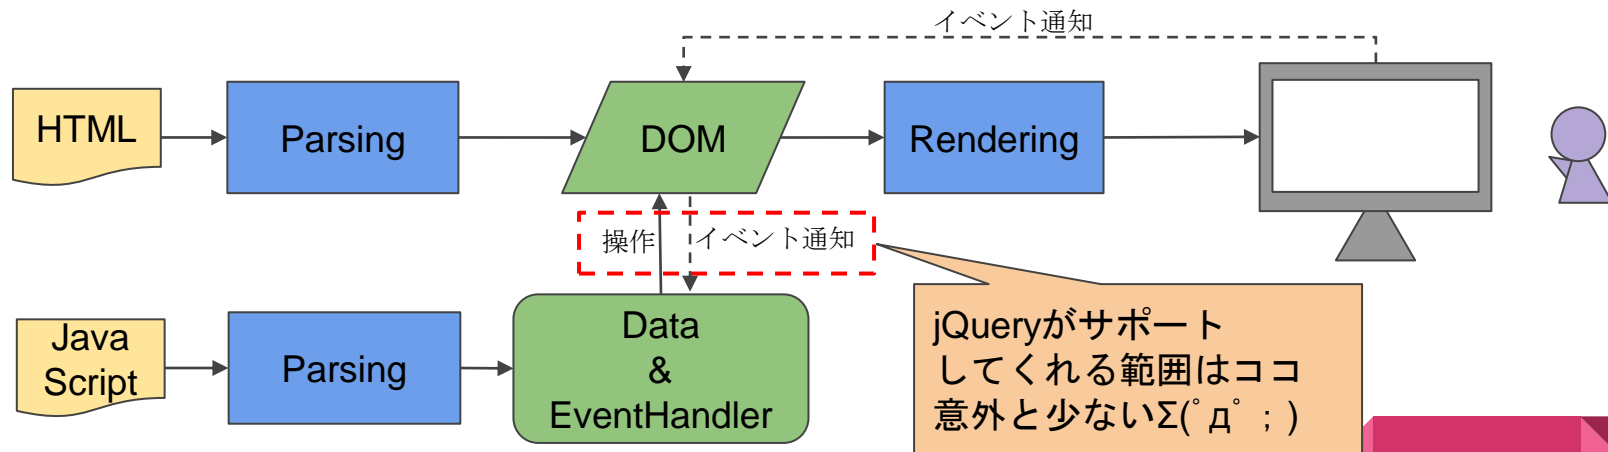 イベント通知
HTML
Parsing
DOM
Rendering
操作
イベント通知
Java
Script
Parsing
Data
&
EventHandler
jQueryがサポート
してくれる範囲はココ
意外と少ないΣ(ﾟдﾟ；)